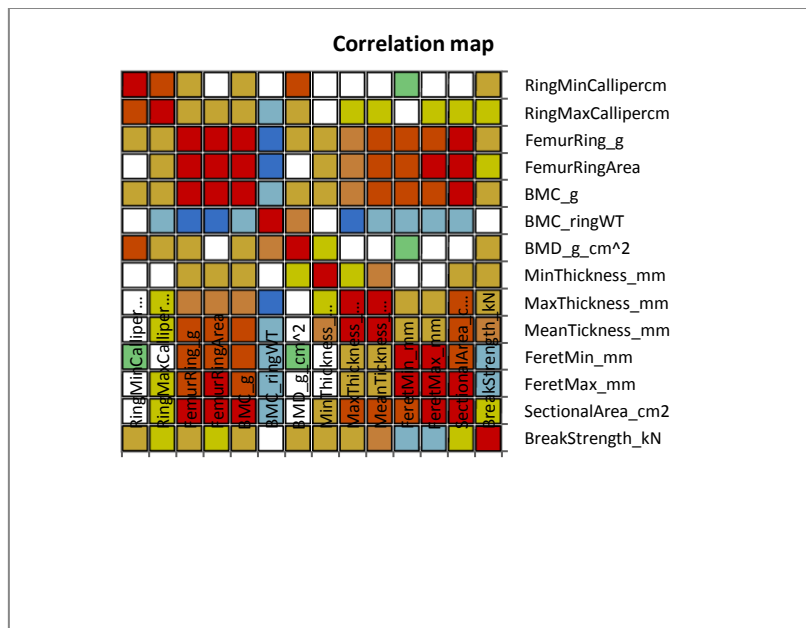 Correlation map
RingMinCallipercm
RingMaxCallipercm
FemurRing_g
FemurRingArea
BMC_g
BMC_ringWT
BMD_g_cm^2
MinThickness_mm
MaxThickness_mm
MeanTickness_mm
FeretMin_mm
FeretMax_mm
SectionalArea_cm2
BreakStrength_kN
RingMinCalliper...
RingMaxCalliper...
FemurRing_g
FemurRingArea
BMC_g
BMC_ringWT
BMD_g_cm^2
MinThickness_...
MaxThickness_...
MeanTickness_...
FeretMin_mm
FeretMax_mm
SectionalArea_c...
BreakStrength_kN